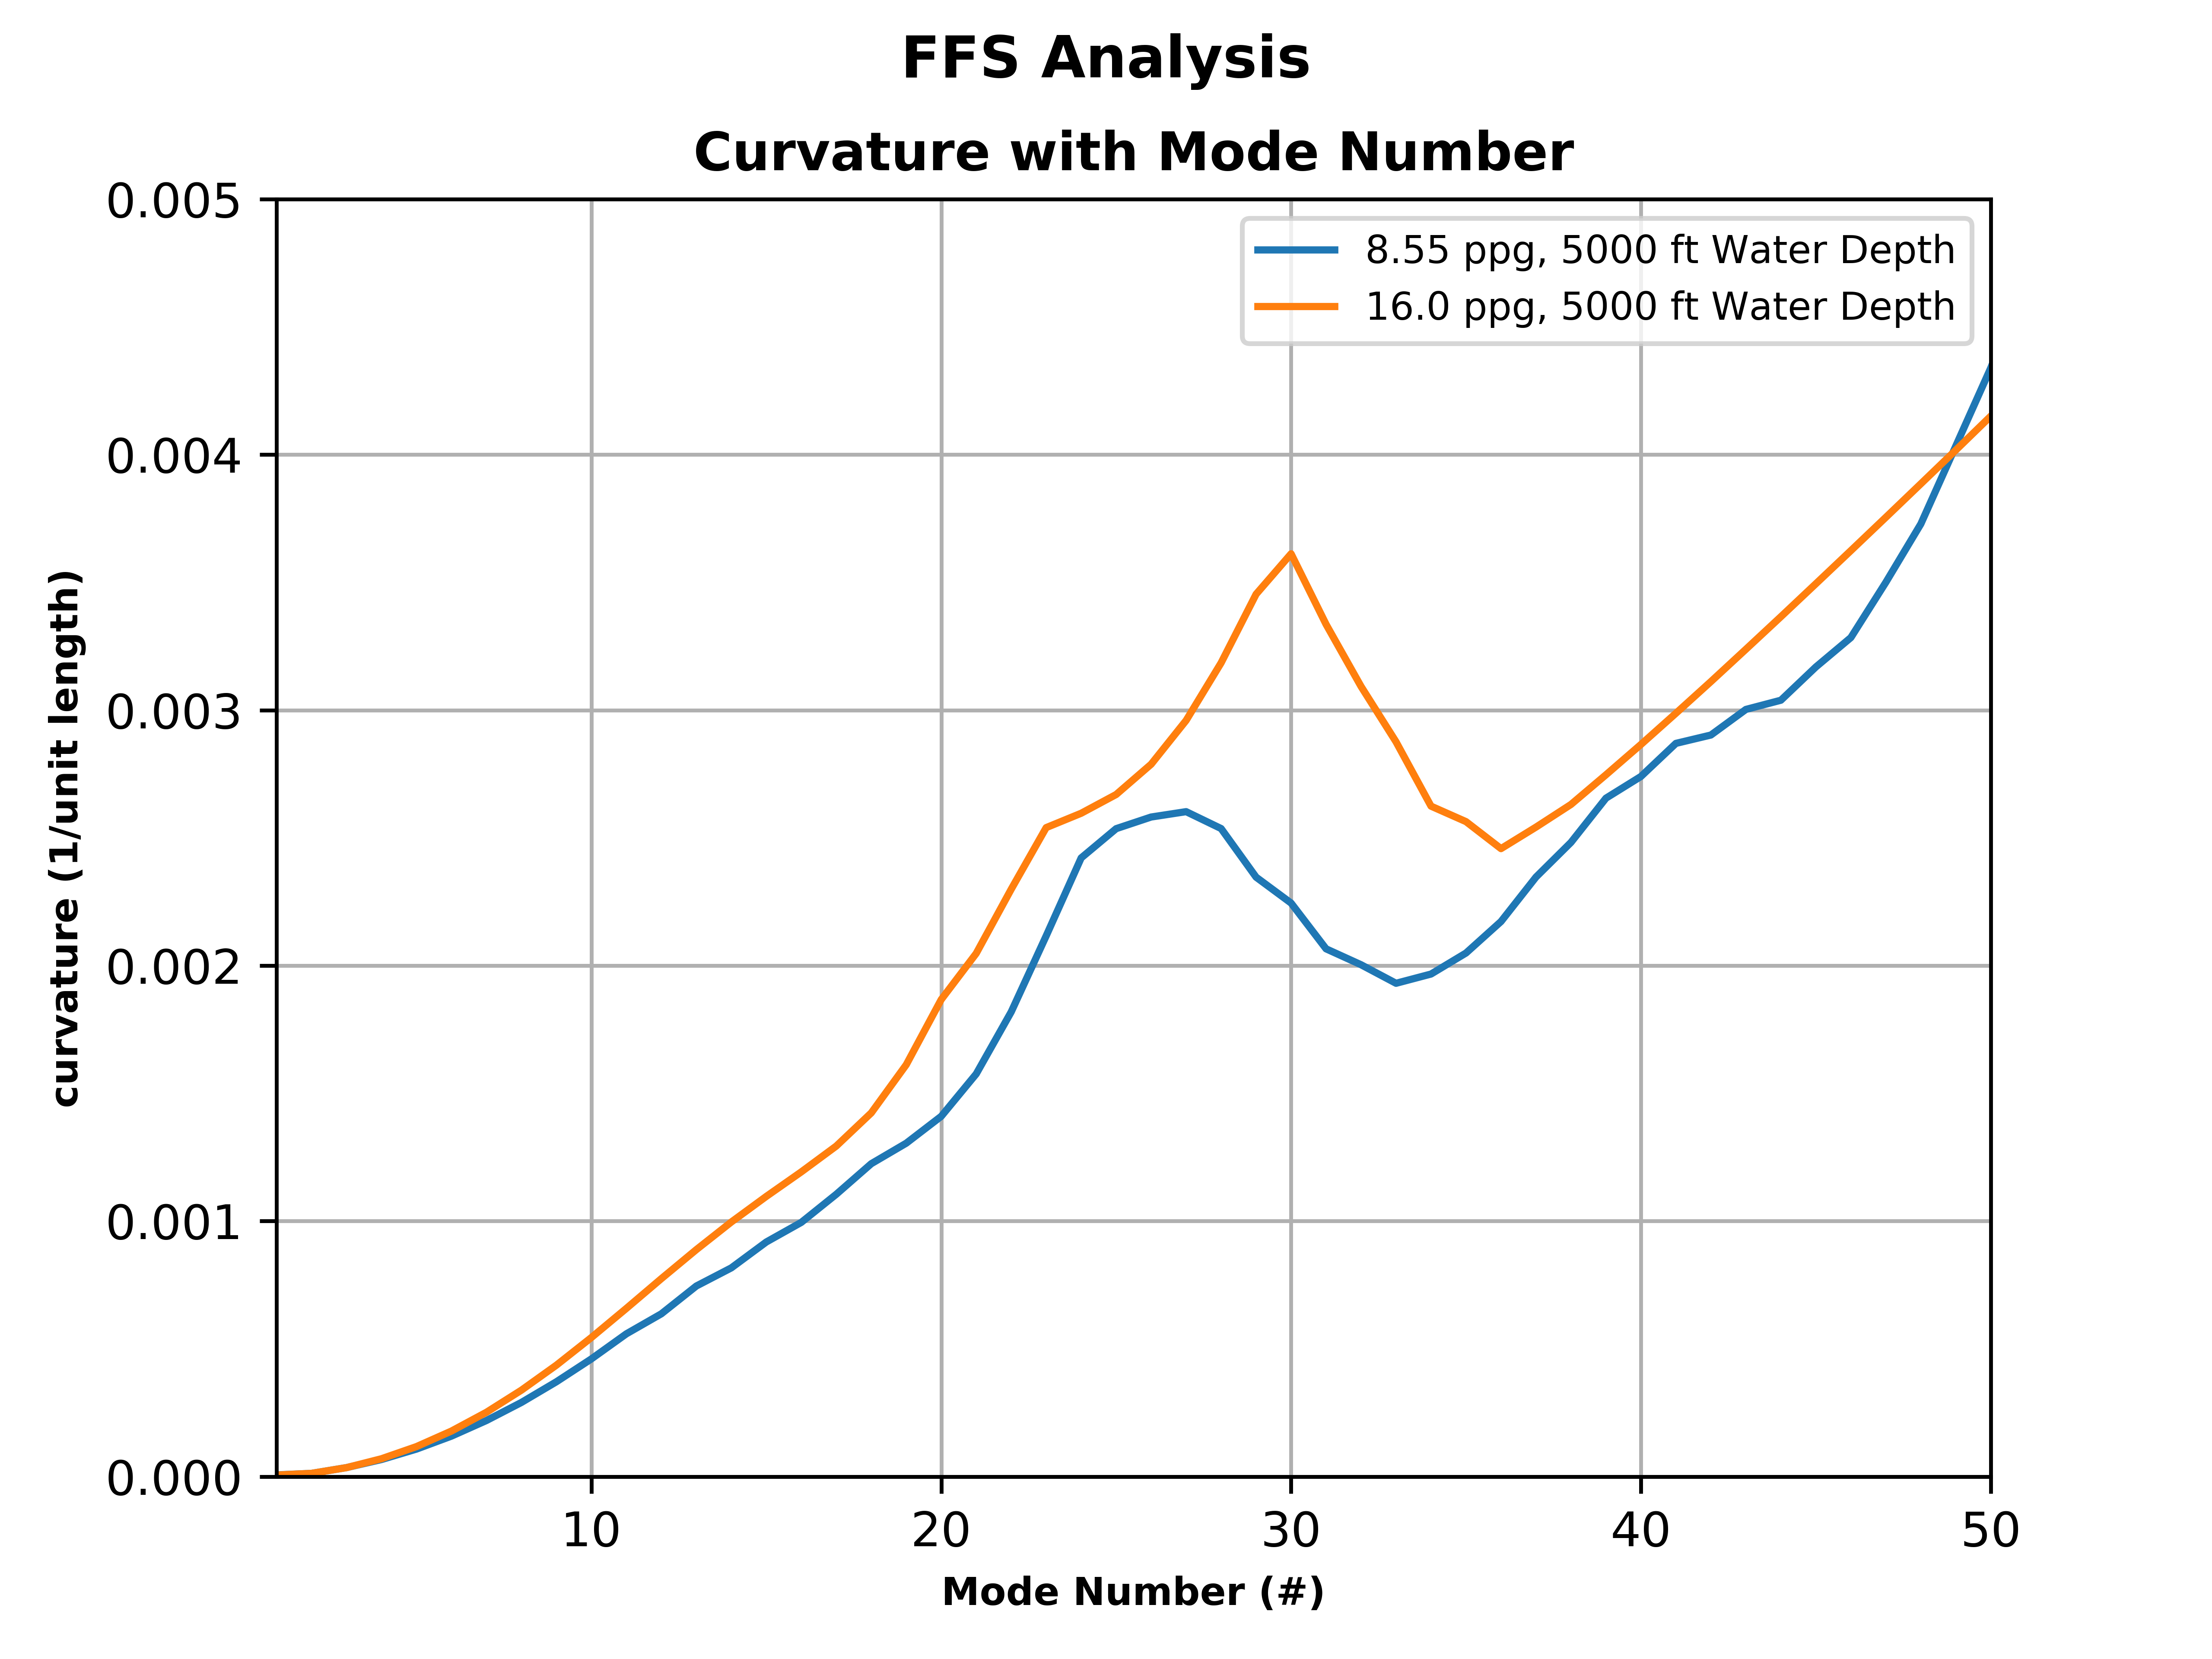 FFS Analysis
Curvature with Mode Number
0.005
0.004
0.003
0.002
0.001
0.000
curvature (1/unit length)
8.55 ppg, 5000 ft Water Depth
16.0 ppg, 5000 ft Water Depth
10 20 30 40 50
Mode Number (#)